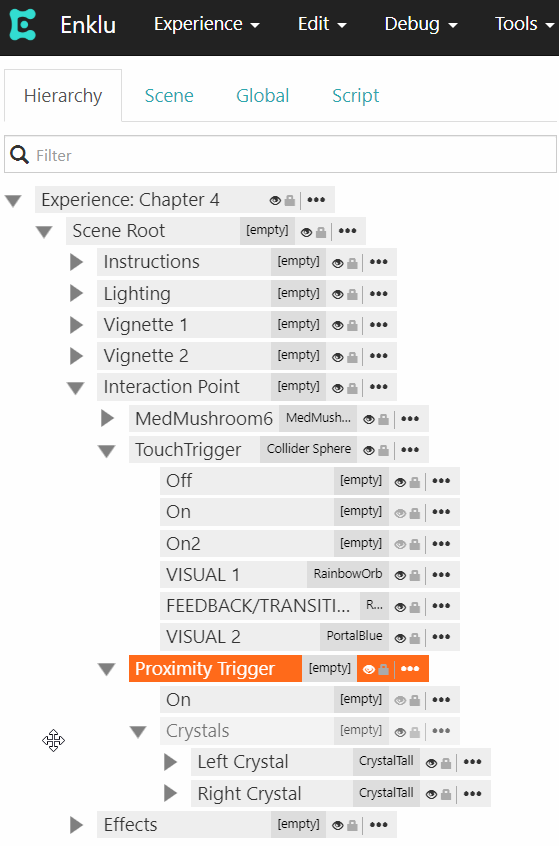 Enklu Experience Edit Debug Tools
Hierarchy Scene Global Script
Filter
Experience: Chapter 4
Scene Root [empty]
Instructions [empty]
Lighting [empty]
Vignette 1 [empty]
Vignette 2 [empty]
Interaction Point [empty]
MedMushroom6 MedMush...
TouchTrigger Collider Sphere
Off [empty]
On [empty]
On2 [empty]
VISUAL 1 RainbowOrb
FEEDBACK/TRANSITI... R...
VISUAL 2 PortalBlue
Proximity Trigger [empty]
On [empty]
Crystals [empty]
Left Crystal CrystalTall
Right Crystal CrystalTall
Effects [empty]